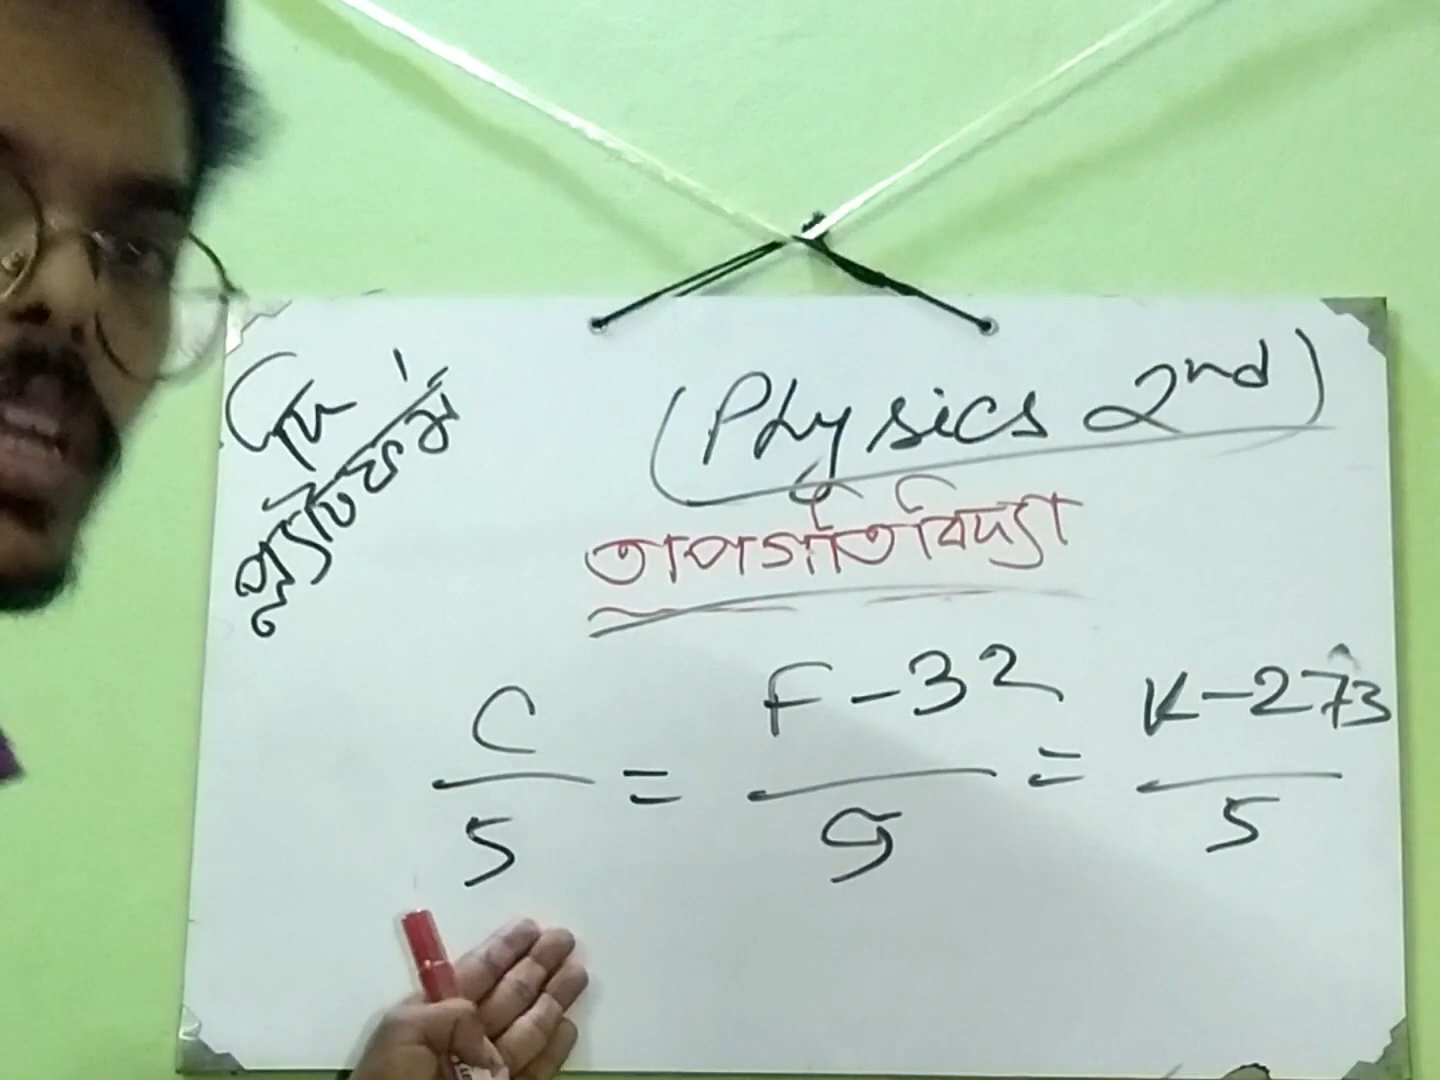 (Physics 2nd)
তাপগতিবিদ্যা
C/5 = F-32/9 = K-273/5